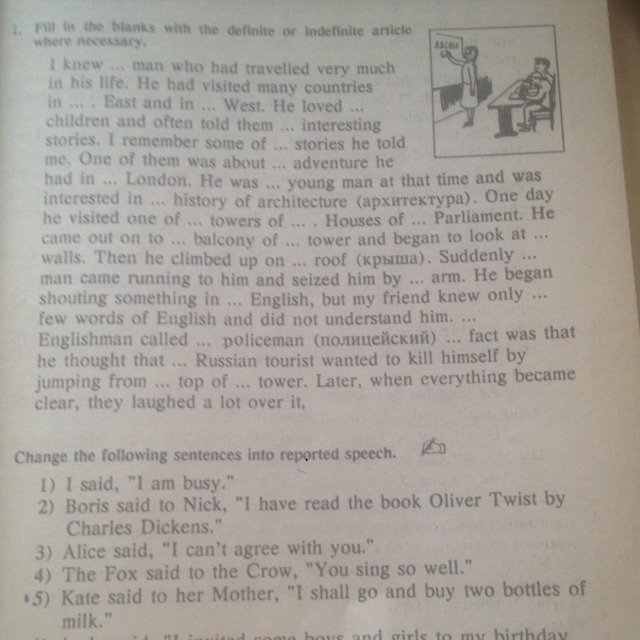 1. Fill in the blanks with the definite or indefinite article
where necessary.
I knew ... man who had travelled very much
in his life. He had visited many countries
in ... . East and in ... West. He loved ...
children and often told them ... interesting
stories. I remember some of ... stories he told
me. One of them was about ... adventure he
had in ... London. He was ... young man at that time and was
interested in ... history of architecture (архитектура). One day
he visited one of ... towers of ... . Houses of ... Parliament. He
came out on to ... balcony of ... tower and began to look at ...
walls. Then he climbed up on ... roof (крыша). Suddenly ...
man came running to him and seized him by ... arm. He began
shouting something in ... English, but my friend knew only ...
few words of English and did not understand him. ...
Englishman called ... policeman (полицейский) ... fact was that
he thought that ... Russian tourist wanted to kill himself by
jumping from ... top of ... tower. Later, when everything became
clear, they laughed a lot over it.
Change the following sentences into reported speech.
1) I said, "I am busy."
2) Boris said to Nick, "I have read the book Oliver Twist by
Charles Dickens."
3) Alice said, "I can't agree with you."
4) The Fox said to the Crow, "You sing so well."
5) Kate said to her Mother, "I shall go and buy two bottles of
milk."
said, "I invited some boys and girls to my birthday